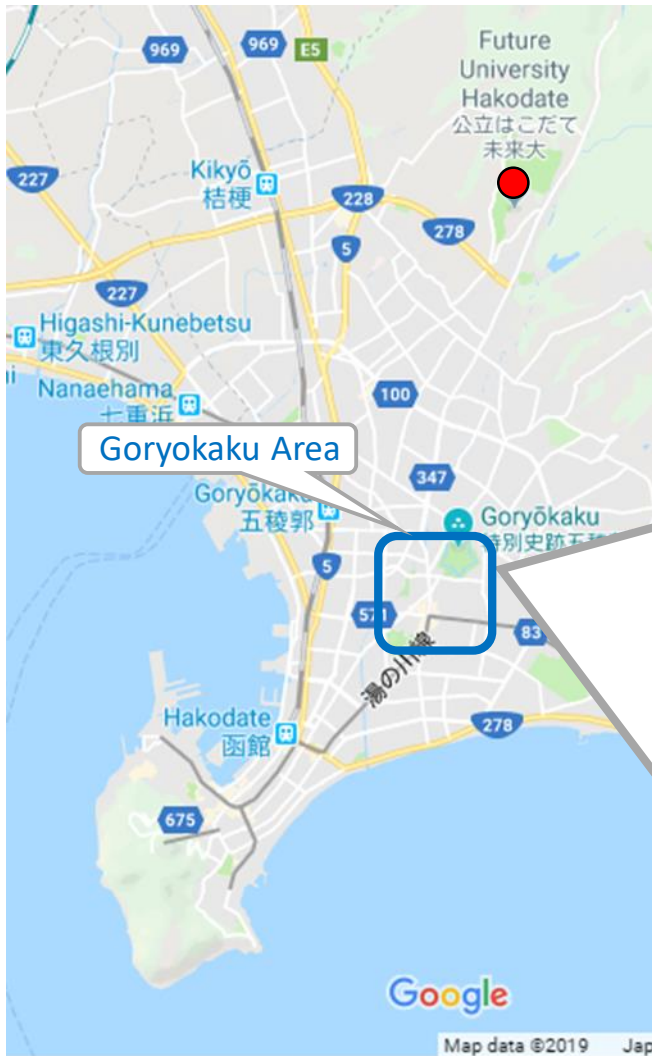 969
969
E5
Future
University
Hakodate
公立はこだて
未来大
Kikyō
桔梗
227
228
278
5
227
Higashi-Kunebetsu
東久根別
Nanaehama
七重浜
100
Goryokaku Area
347
Goryōkaku
五稜郭
Goryōkaku
特別史跡五稜
5
571
83
湯の川線
Hakodate
函館
278
675
Google
Map data ©2019
Jap